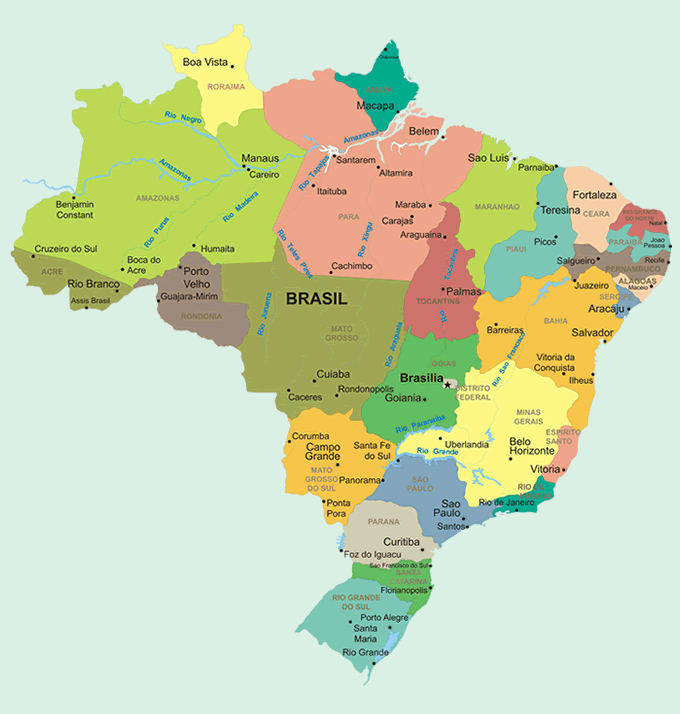 Oiapoque
Boa Vista
RORAIMA
AMAPA
Macapa
Rio Negro
Amazonas
Belem
Manaus
Careiro
Amazonas
Rio Tapajos
Santarem
Altamira
Sao Luis
Parnaiba
Fortaleza
Itaituba
Benjamin
Constant
AMAZONAS
Rio Purus
Rio Madeira
Maraba
Carajas
PARA
Rio Xingu
MARANHAO
Teresina
CEARA
RIO GRANDE
DO NORTE
Natal
Araguaina
Picos
PIAUI
PARAIBA
Joao
Pessoa
Cruzeiro do Sul
Humaita
Rio Teles Pires
Cachimbo
Tocantins
Rio
Salgueiro
PERNAMBUCO
Recife
Boca do
Acre
ACRE
Rio Branco
Assis Brasil
Porto
Velho
Guajara-Mirim
RONDONIA
BRASIL
Rio Juruena
MATO
GROSSO
Rio Araguaia
Palmas
TOCANTINS
Juazeiro
ALAGOAS
Maceio
SERGIPE
Aracaju
Barreiras
BAHIA
Rio Sao Fransisco
Salvador
Vitoria da
Conquista
Ilheus
GOIAS
Brasilia
DISTRITO
FEDERAL
Goiania
Cuiaba
Rondonopolis
Caceres
Rio Paranaiba
MINAS
GERAIS
ESPIRITO
SANTO
Corumba
Campo
Grande
Santa Fe
do Sul
Rio Grande
Uberlandia
Belo
Horizonte
Vitoria
MATO
GROSSO
DO SUL
Panorama
SAO
PAULO
RIO DE
Rio de Janeiro
Ponta
Pora
Sao
Paulo
Santos
PARANA
Curitiba
Foz do Iguacu
Sao Francisco do Sul
SANTA
CATARINA
Florianopolis
RIO GRANDE
DO SUL
Porto Alegre
Santa
Maria
Rio Grande